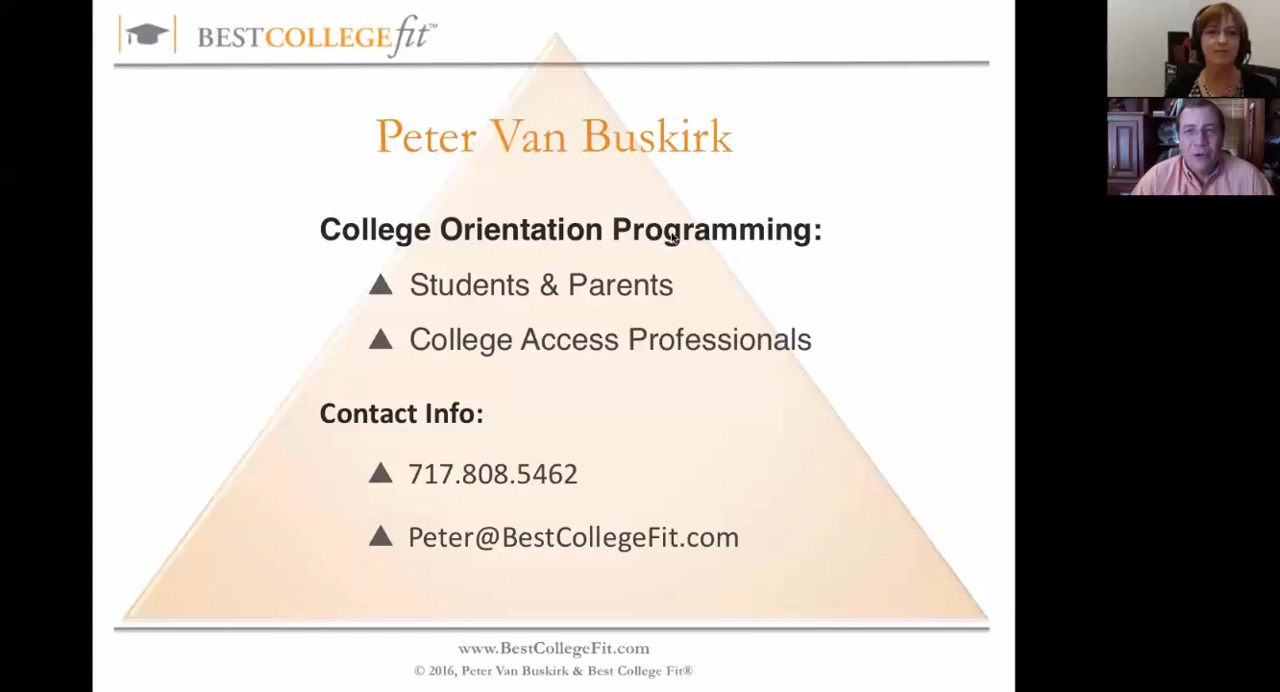 BESTCOLLEGEfit™
Peter Van Buskirk
College Orientation Programming:
Students & Parents
College Access Professionals
Contact Info:
717.808.5462
Peter@BestCollegeFit.com
www.BestCollegeFit.com
© 2016, Peter Van Buskirk & Best College Fit®